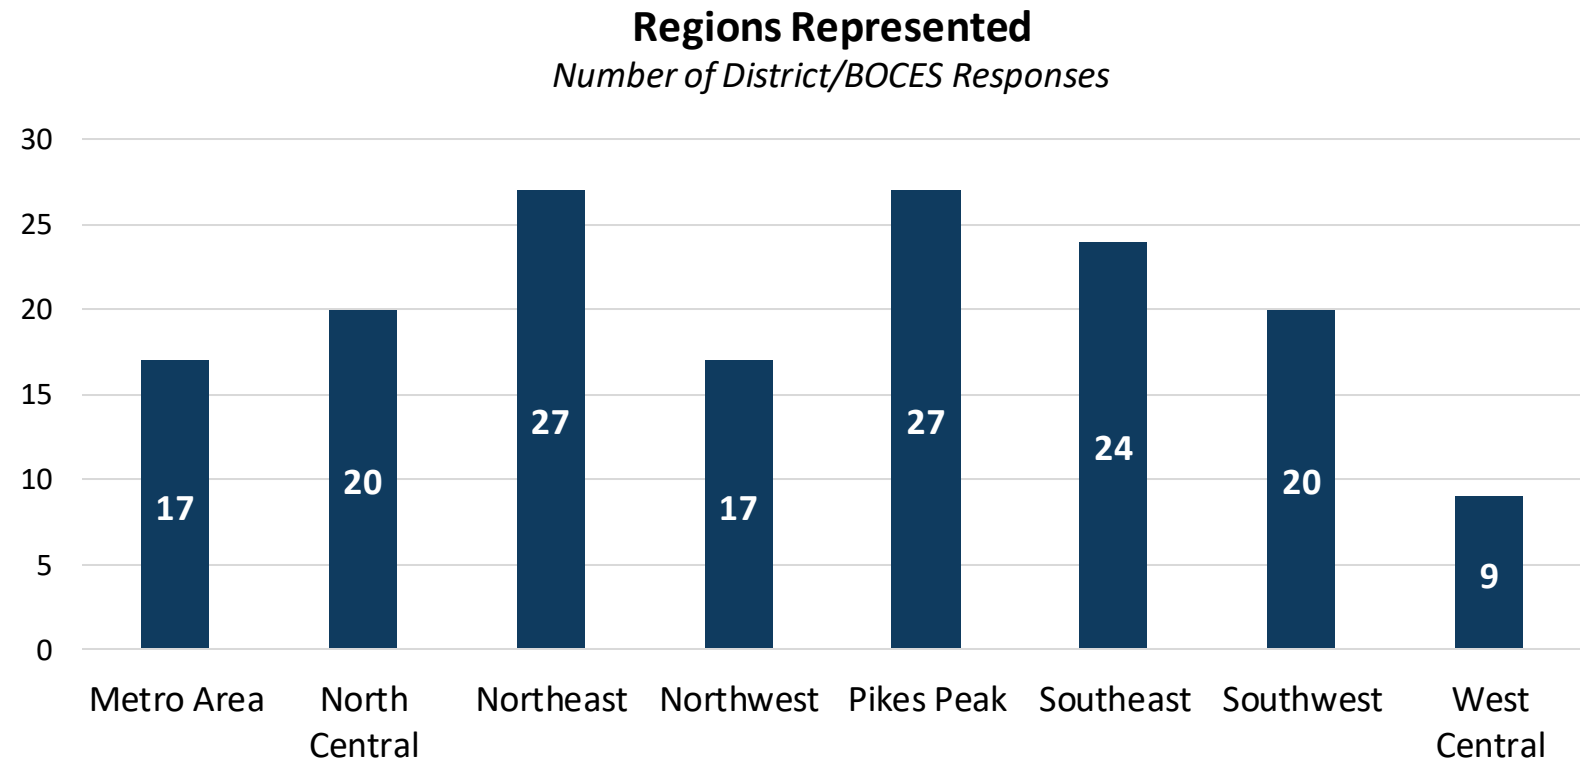 Regions Represented
Number of District/BOCES Responses
30
25
20
15
10
5
0
17
20
27
17
27
24
20
9
Metro Area
North
Central
Northeast
Northwest
Pikes Peak
Southeast
Southwest
West
Central